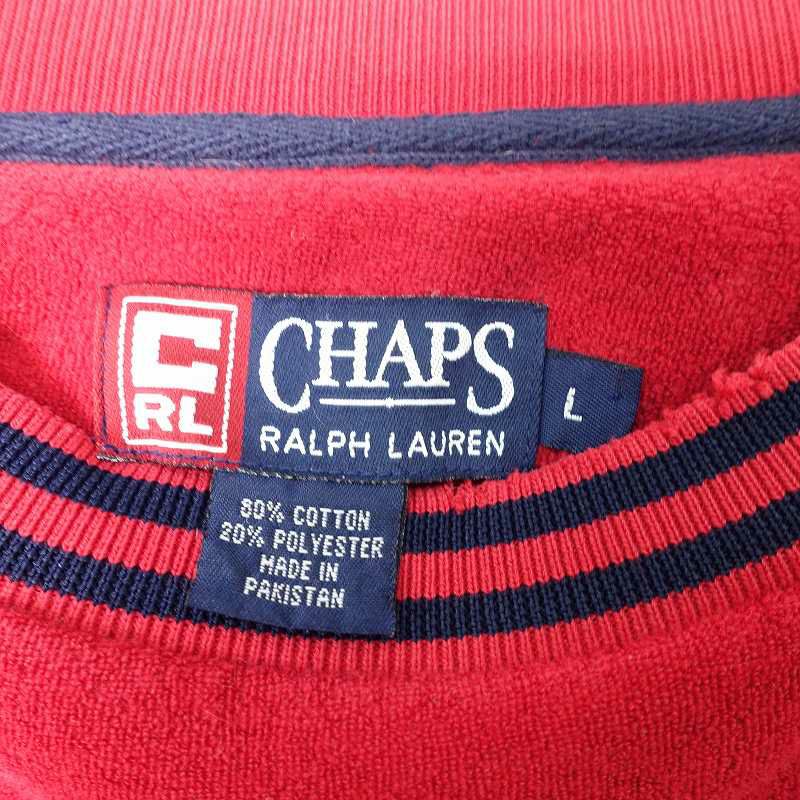 C
RL
CHAPS
RALPH LAUREN
L
80% COTTON
20% POLYESTER
MADE IN
PAKISTAN